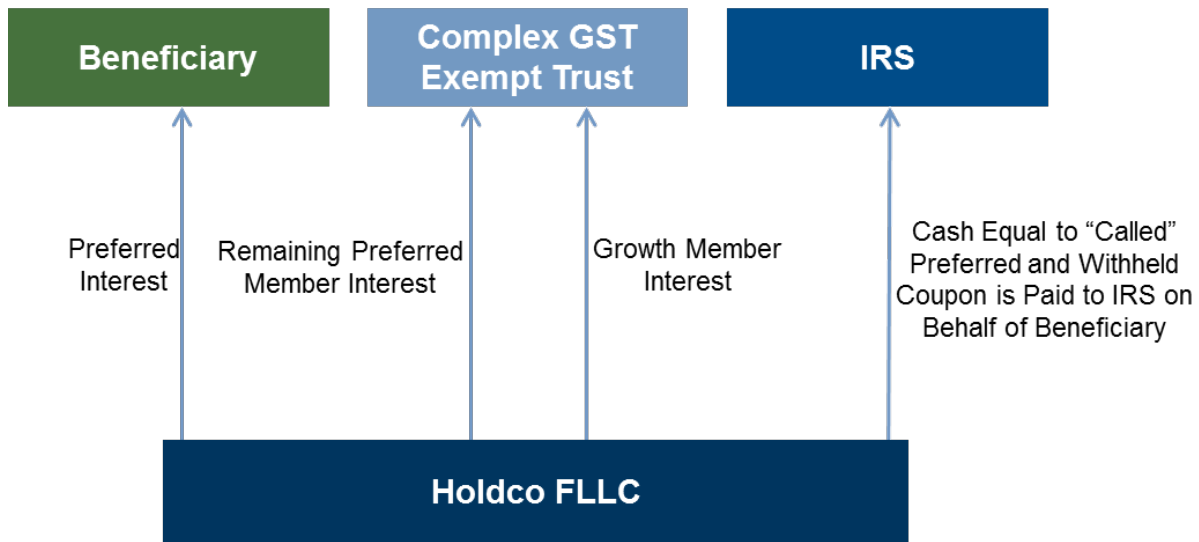 Beneficiary
Complex GST
Exempt Trust
IRS
Preferred
Interest
Remaining Preferred
Member Interest
Growth Member
Interest
Cash Equal to “Called”
Preferred and Withheld
Coupon is Paid to IRS on
Behalf of Beneficiary
Holdco FLLC